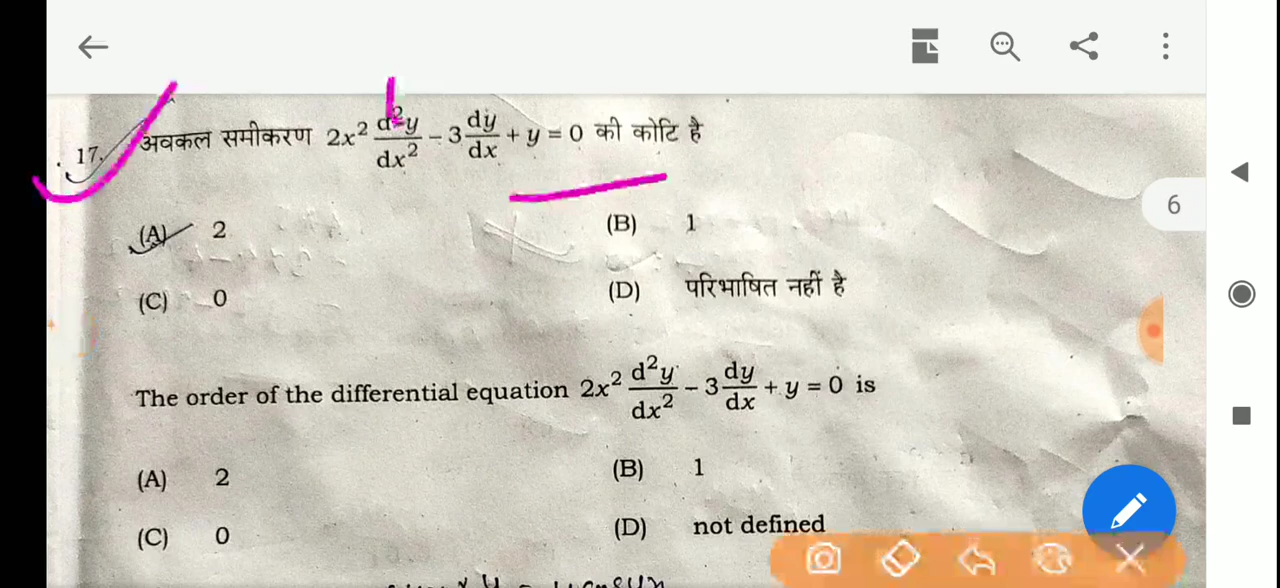 17. अवकल समीकरण 2x² d²y/dx² – 3 dy/dx + y = 0 की कोटि है
(A) 2 (B) 1
(C) 0 (D) परिभाषित नहीं है
6
The order of the differential equation 2x² d²y/dx² – 3 dy/dx + y = 0 is
(A) 2 (B) 1
(C) 0 (D) not defined